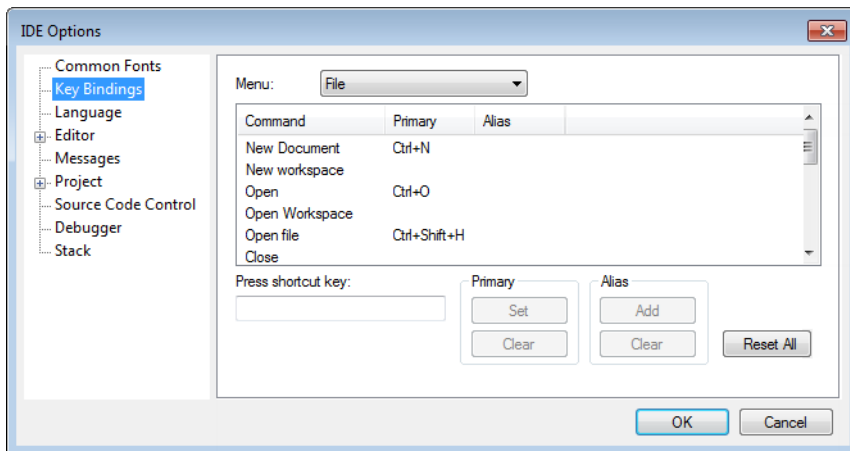 IDE Options
Common Fonts
Key Bindings
Language
Editor
Messages
Project
Source Code Control
Debugger
Stack
Menu: File
Command Primary Alias
New Document Ctrl+N
New workspace
Open Ctrl+O
Open Workspace
Open file Ctrl+Shift+H
Close
Press shortcut key:
Primary
Set
Clear
Alias
Add
Clear
Reset All
OK Cancel